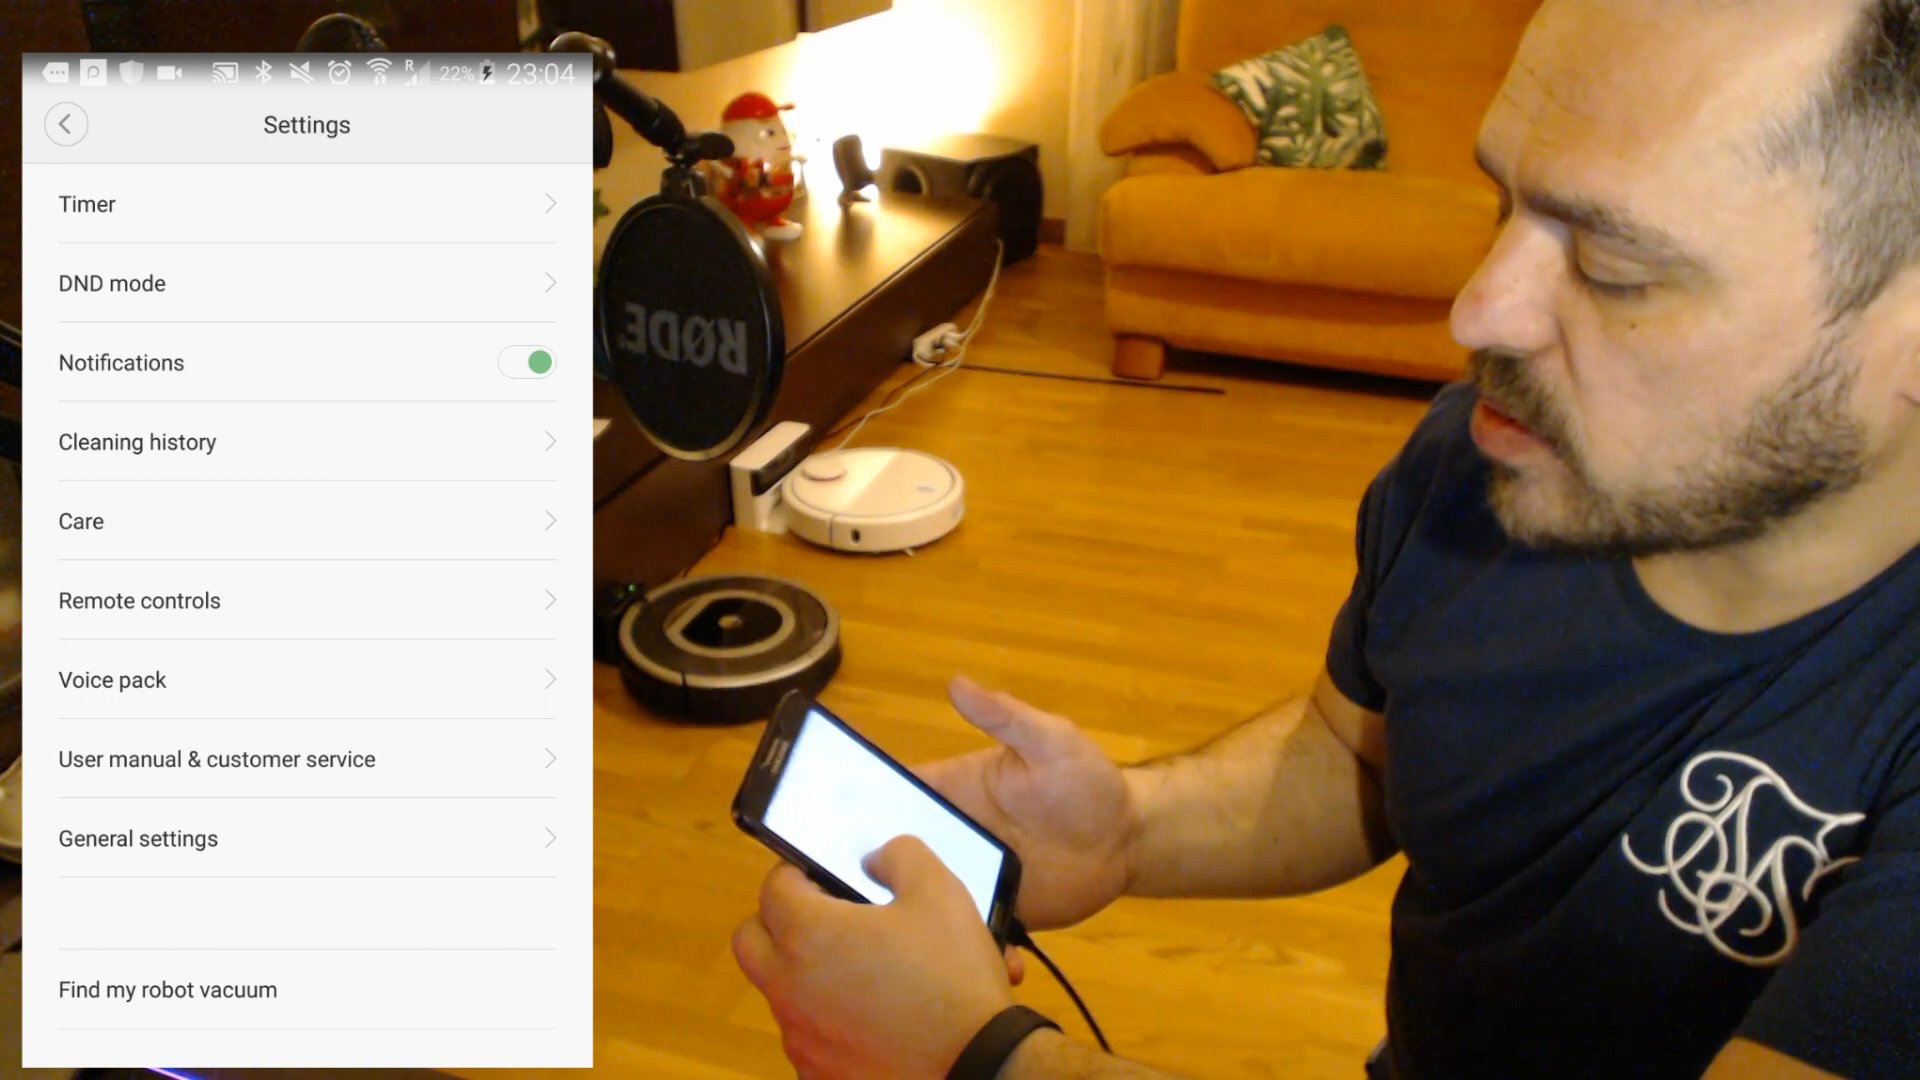 R 22% 23:04
Settings
Timer
DND mode
Notifications
Cleaning history
Care
Remote controls
Voice pack
User manual & customer service
General settings
Find my robot vacuum
RØDE